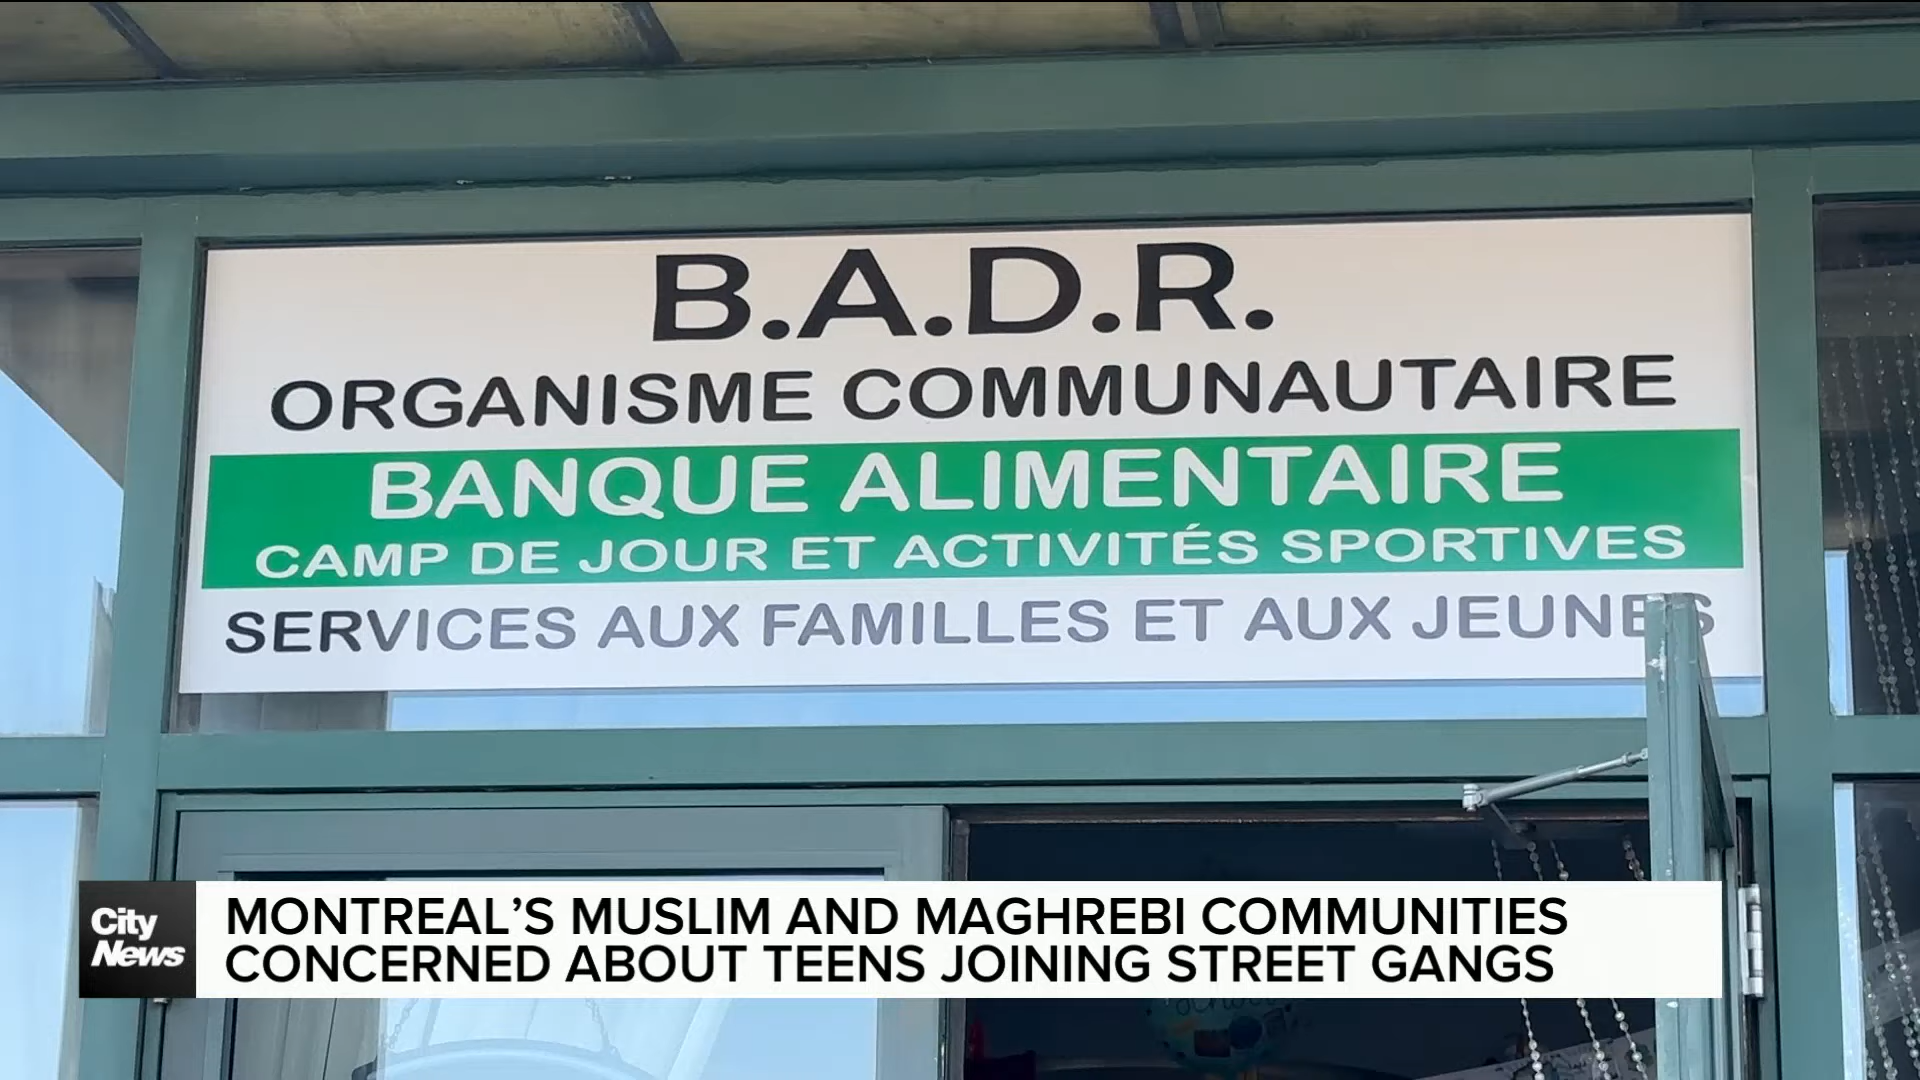 B.A.D.R.
ORGANISME COMMUNAUTAIRE
BANQUE ALIMENTAIRE
CAMP DE JOUR ET ACTIVITÉS SPORTIVES
SERVICES AUX FAMILLES ET AUX JEUNES
City
News
MONTREAL'S MUSLIM AND MAGHREBI COMMUNITIES
CONCERNED ABOUT TEENS JOINING STREET GANGS